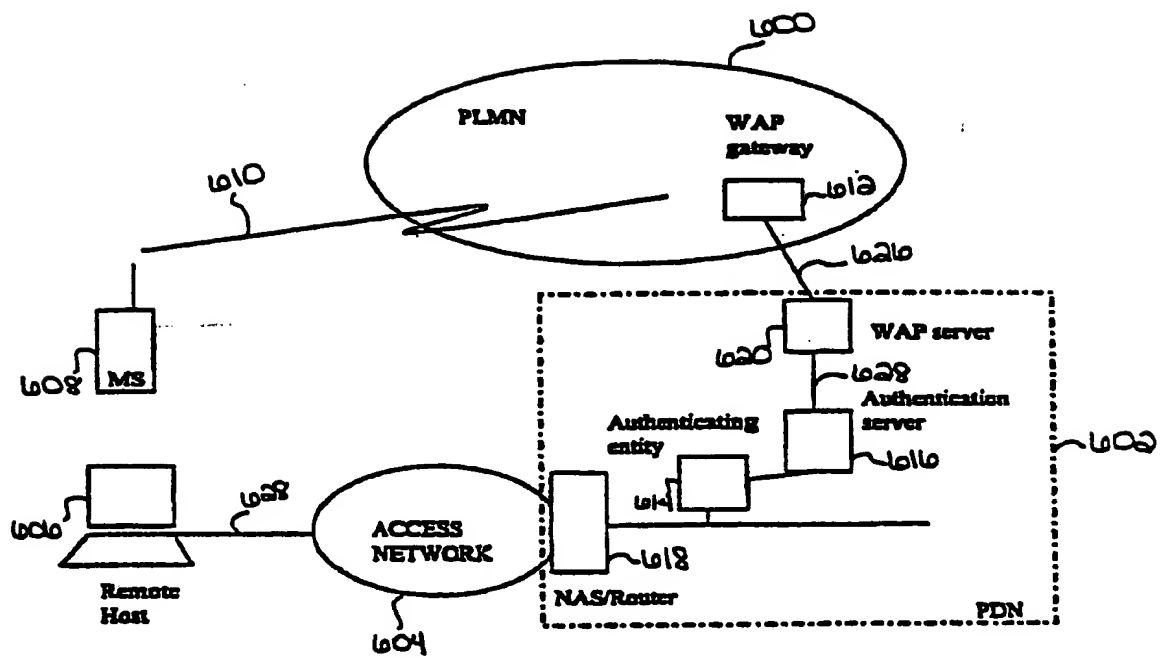 600
PLMN
WAP
gateway
610
612
626
WAP server
620
628
608
MS
Authentication
server
Authenticating
entity
602
616
606
628
614
ACCESS
NETWORK
618
Remote
Host
NAS/Router
PDN
604